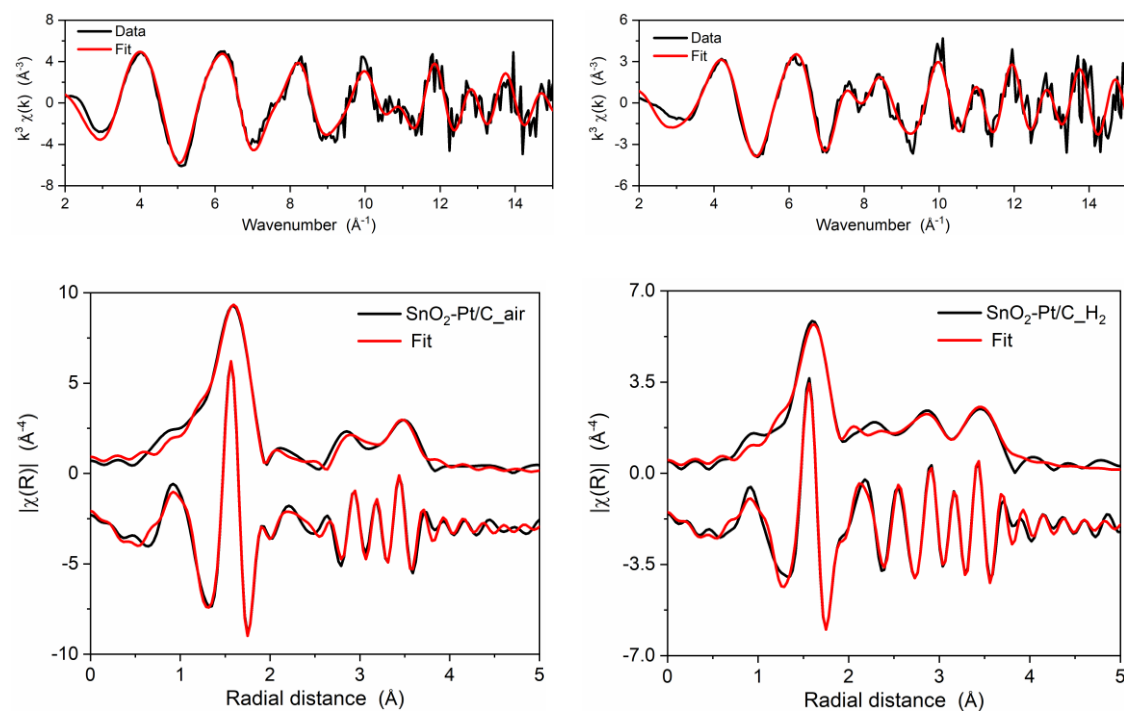 8
4
0
-4
-8
k³ χ(k) (Å⁻³)
Data
Fit
2 4 6 8 10 12 14
Wavenumber (Å⁻¹)
6
3
0
-3
-6
k³ χ(k) (Å⁻³)
Data
Fit
2 4 6 8 10 12 14
Wavenumber (Å⁻¹)
10
5
0
-5
-10
|χ(R)| (Å⁻⁴)
SnO₂-Pt/C_air
Fit
0 1 2 3 4 5
Radial distance (Å)
7.0
3.5
0.0
-3.5
-7.0
|χ(R)| (Å⁻⁴)
SnO₂-Pt/C_H₂
Fit
0 1 2 3 4 5
Radial distance (Å)